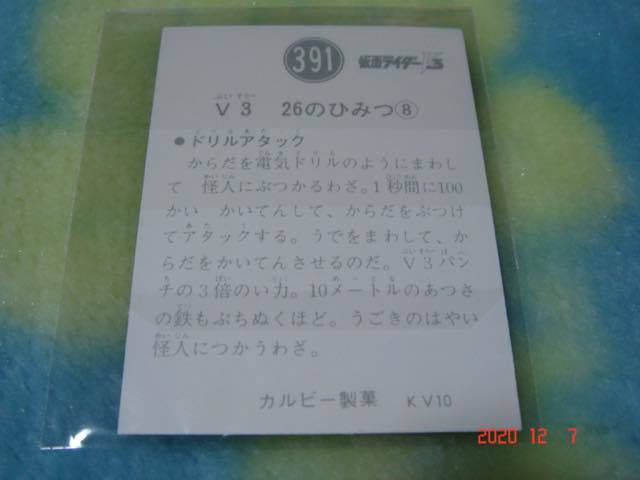 391
仮面ライダーV3
V3 26のひみつ⑧
●ドリルアタック
からだを電気ドリルのようにまわし
て 怪人にぶつかるわざ。1秒間に100
かい かいてんして、からだをぶつけ
てアタックする。うでをまわして、か
らだをかいてんさせるのだ。V3パン
チの3倍のい力。10メートルのあつさ
の鉄もぶちぬくほど。うごきのはやい
怪人につかうわざ。
カルビー製菓 KV10
2020 12 7